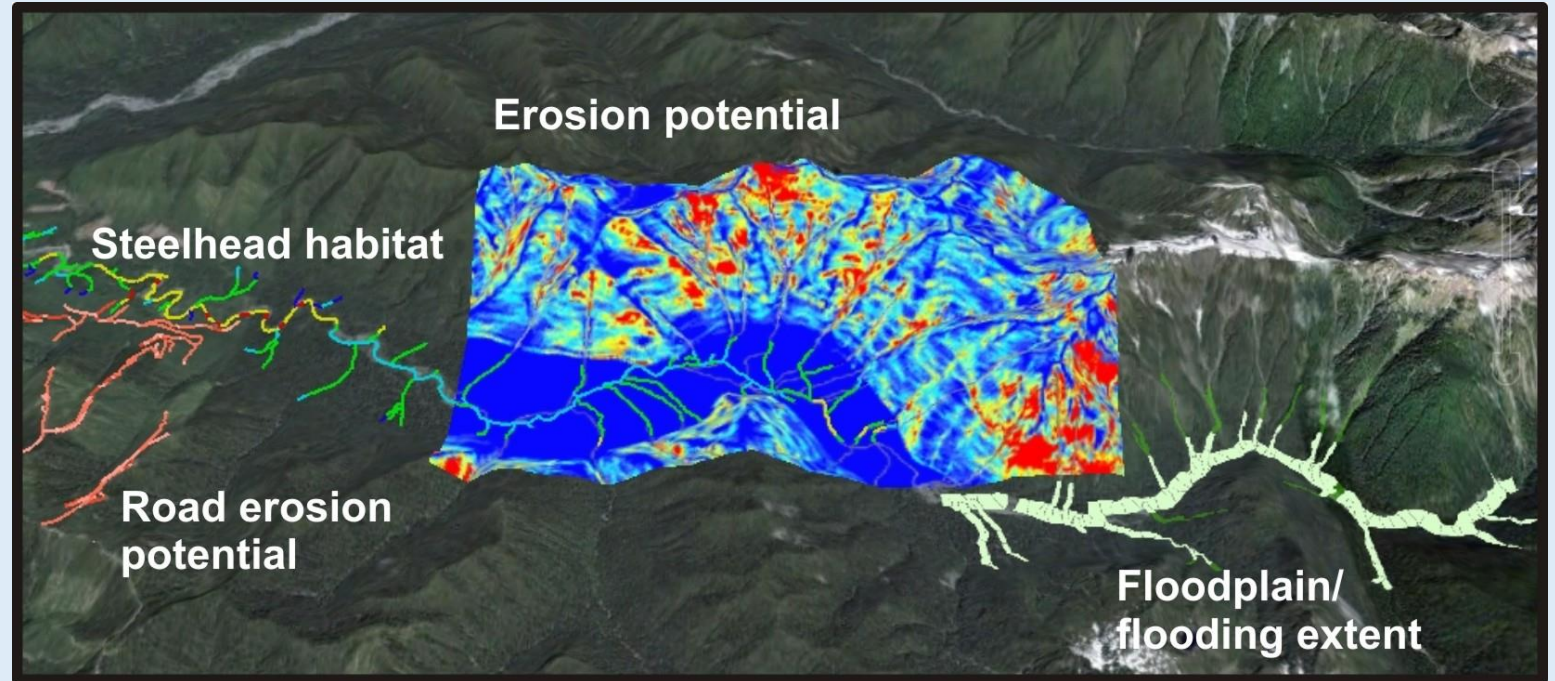 Erosion potential
Steelhead habitat
Road erosion
potential
Floodplain/
flooding extent